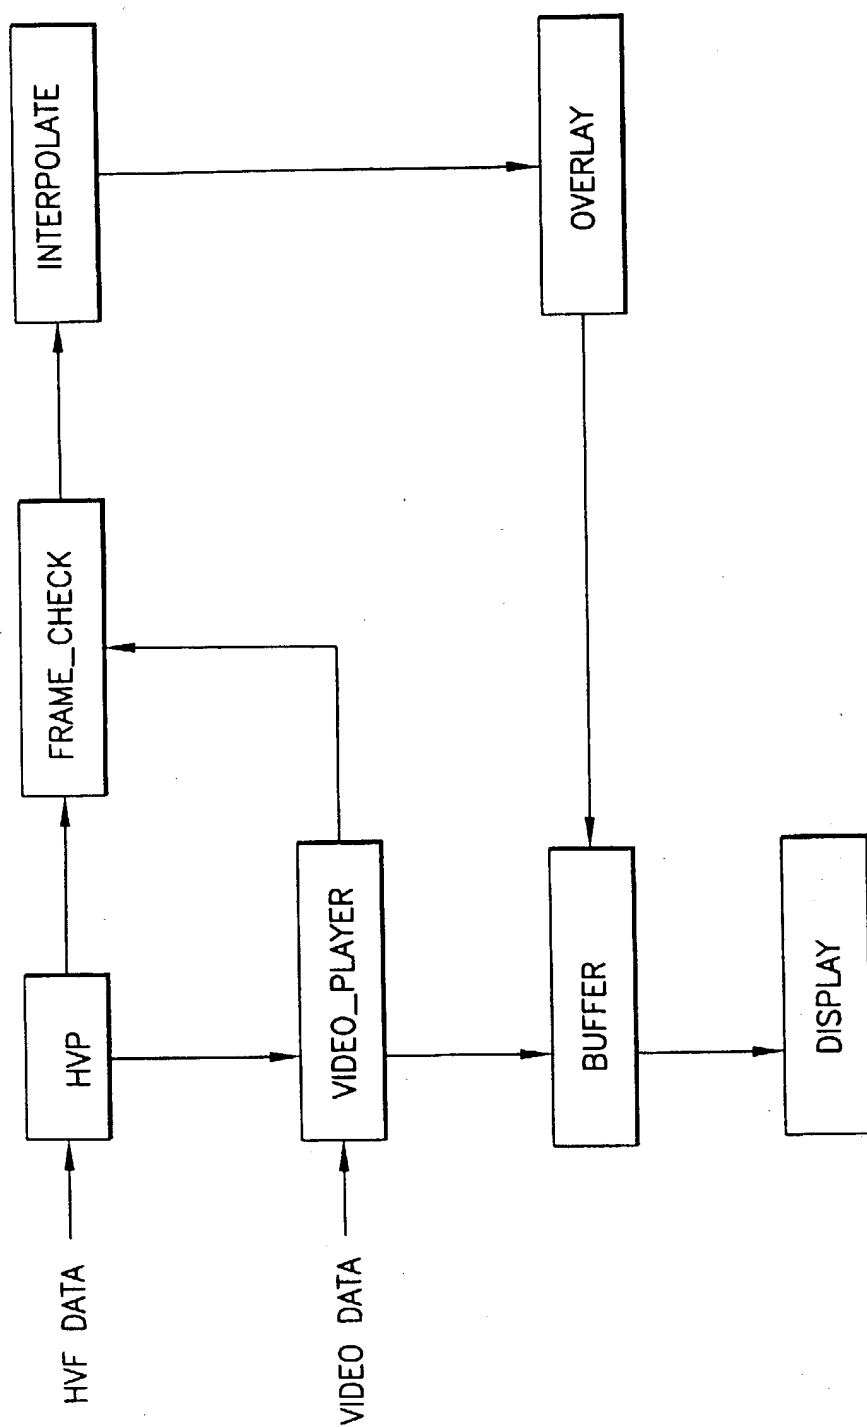 HVF DATA
HVP
FRAME_CHECK
INTERPOLATE
VIDEO DATA
VIDEO_PLAYER
BUFFER
OVERLAY
DISPLAY